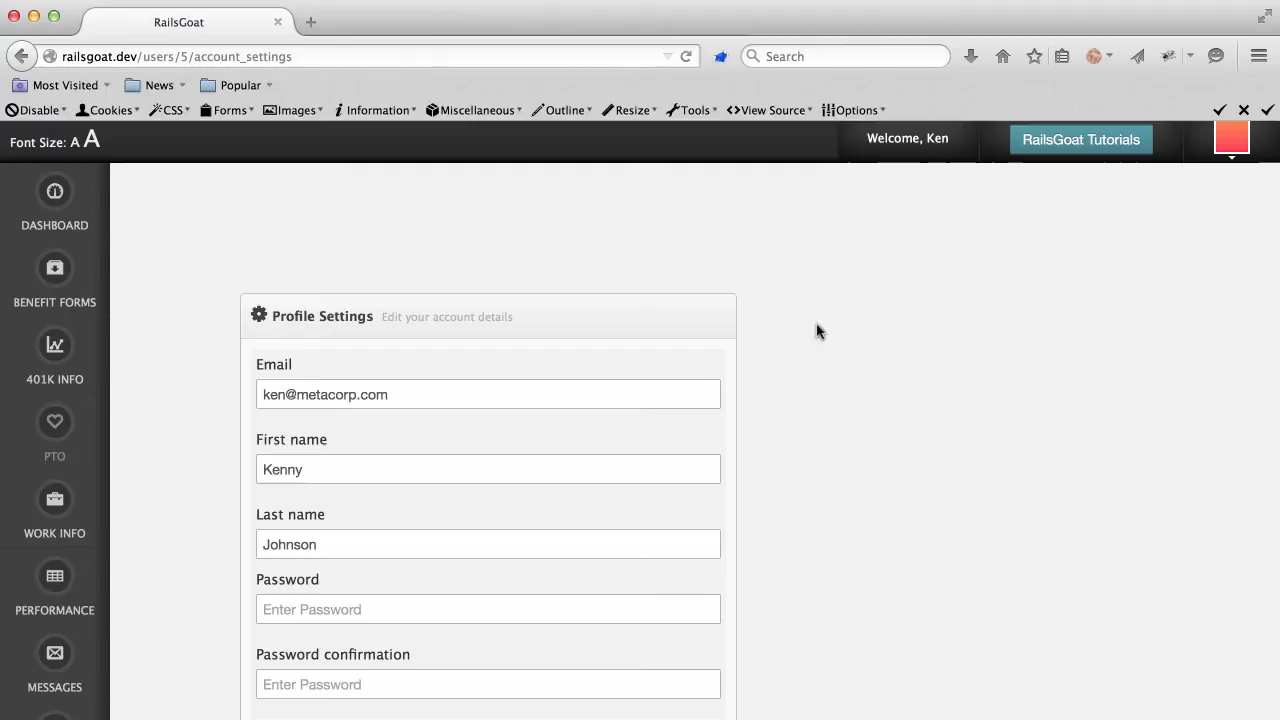 RailsGoat
railsgoat.dev/users/5/account_settings
Search
Most Visited News Popular
Disable Cookies CSS Forms Images Information Miscellaneous Outline Resize Tools View Source Options
Font Size: A A
Welcome, Ken
RailsGoat Tutorials
DASHBOARD
BENEFIT FORMS
401K INFO
PTO
WORK INFO
PERFORMANCE
MESSAGES
Profile Settings Edit your account details
Email
ken@metacorp.com
First name
Kenny
Last name
Johnson
Password
Enter Password
Password confirmation
Enter Password